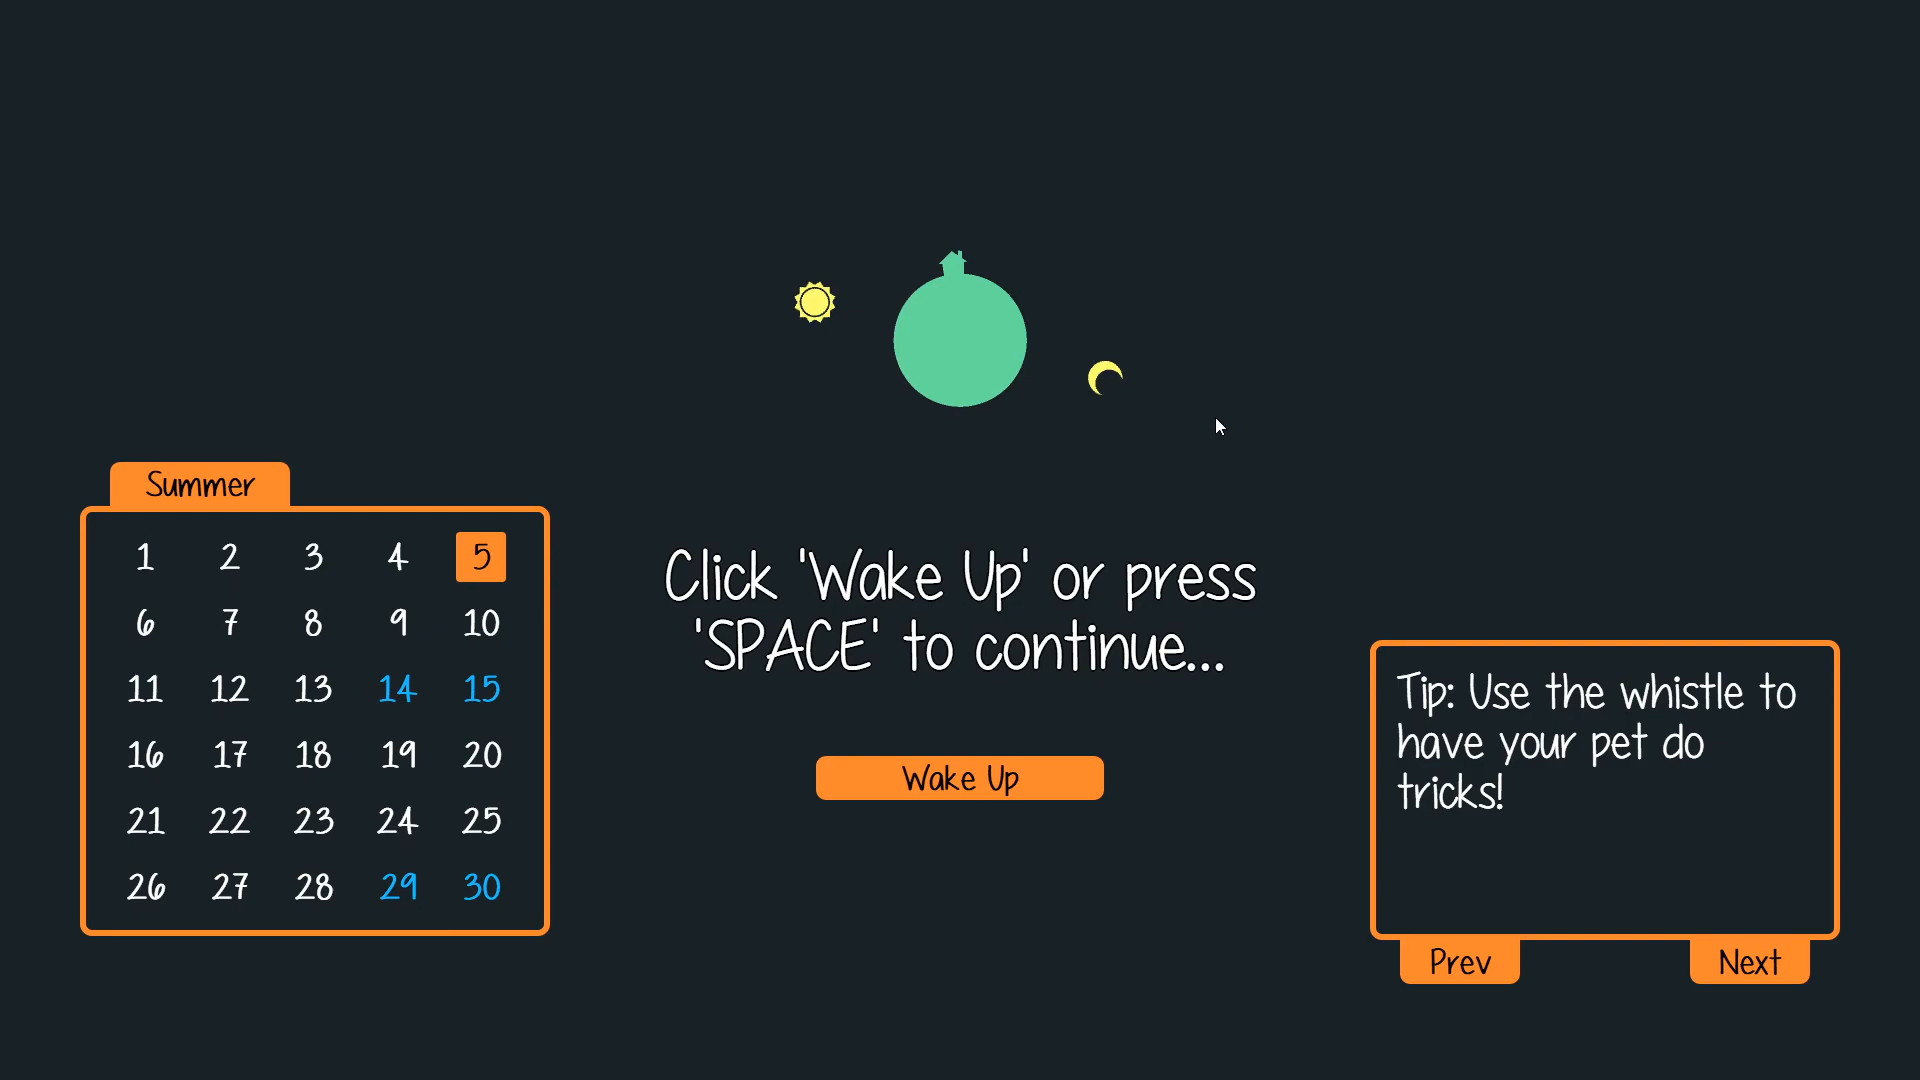 Summer
1 2 3 4 5
6 7 8 9 10
11 12 13 14 15
16 17 18 19 20
21 22 23 24 25
26 27 28 29 30
Click 'Wake Up' or press
'SPACE' to continue...
Wake Up
Tip: Use the whistle to
have your pet do
tricks!
Prev
Next